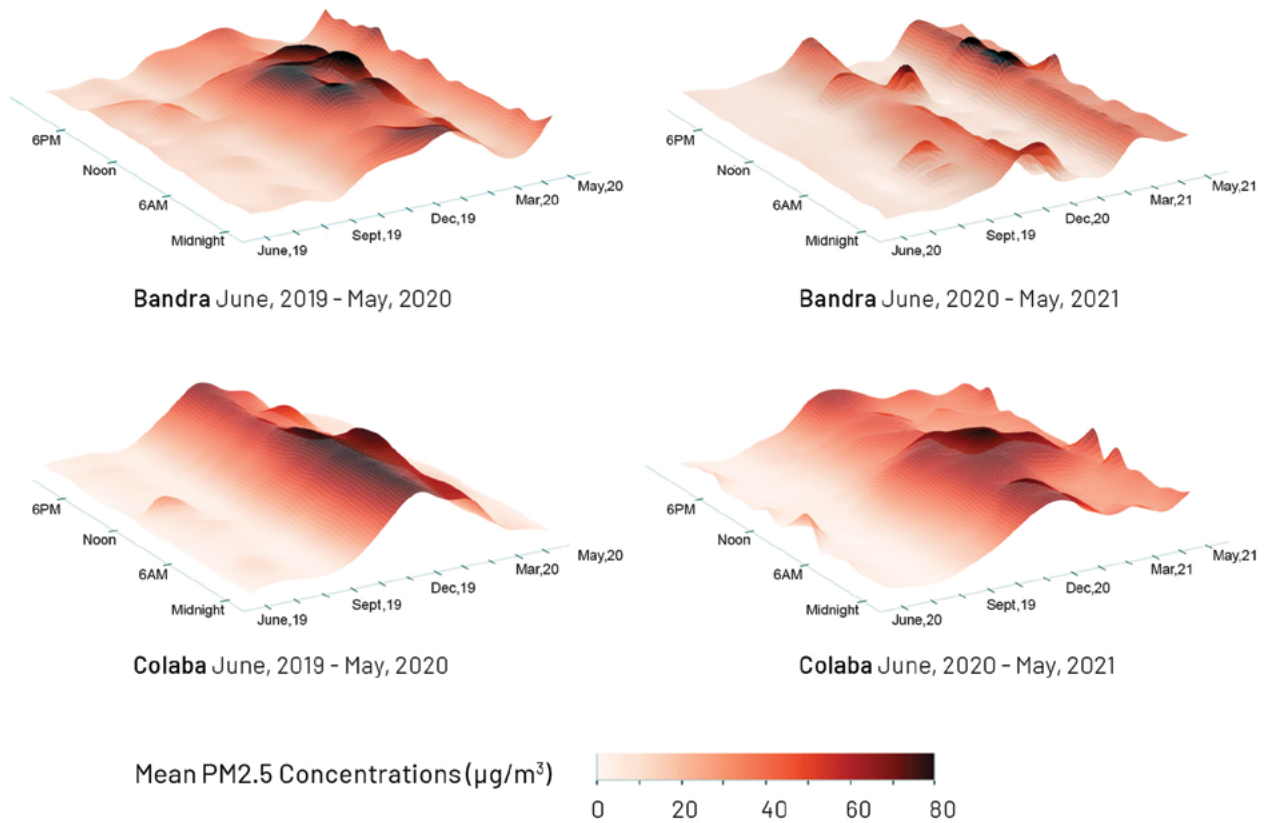 6PM
Noon
6AM
Midnight
June,19
Sept,19
Dec,19
Mar,20
May,20
Bandra June, 2019 - May, 2020
6PM
Noon
6AM
Midnight
June,20
Sept,19
Dec,20
Mar,21
May,21
Bandra June, 2020 - May, 2021
6PM
Noon
6AM
Midnight
June,19
Sept,19
Dec,19
Mar,20
May,20
Colaba June, 2019 - May, 2020
6PM
Noon
6AM
Midnight
June,20
Sept,19
Dec,20
Mar,21
May,21
Colaba June, 2020 - May, 2021
Mean PM2.5 Concentrations (µg/m³)
0 20 40 60 80